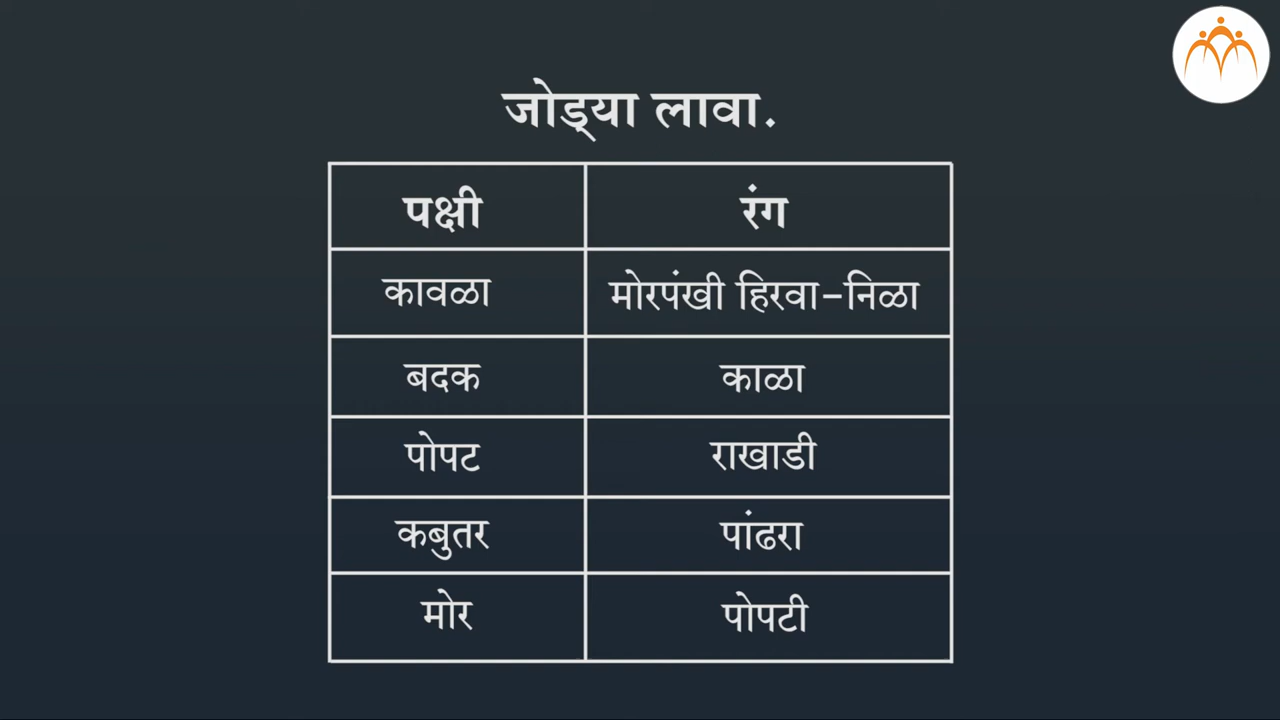 जोड्या लावा.
पक्षी रंग
कावळा मोरपंखी हिरवा-निळा
बदक काळा
पोपट राखाडी
कबुतर पांढरा
मोर पोपटी